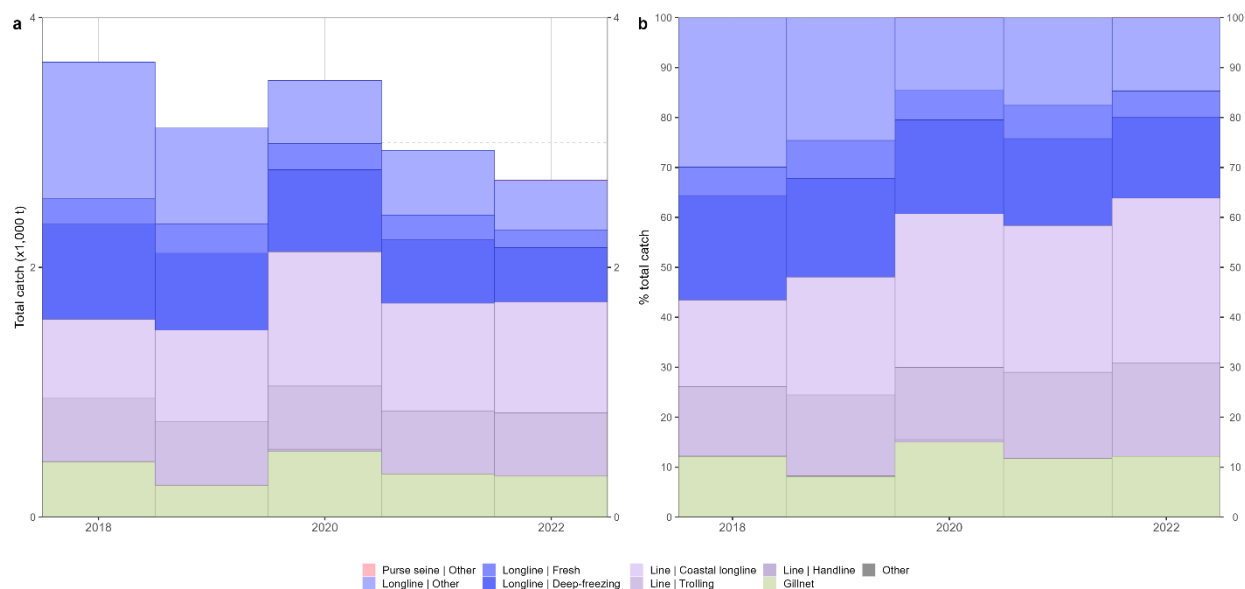 a
4
2
0
Total catch (x1,000 t)
4
2
0
2018
2020
2022
b
100
90
80
70
60
50
40
30
20
10
0
% total catch
100
90
80
70
60
50
40
30
20
10
0
2018
2020
2022
Purse seine | Other
Longline | Fresh
Line | Coastal longline
Line | Handline
Other
Longline | Other
Longline | Deep-freezing
Line | Trolling
Gillnet